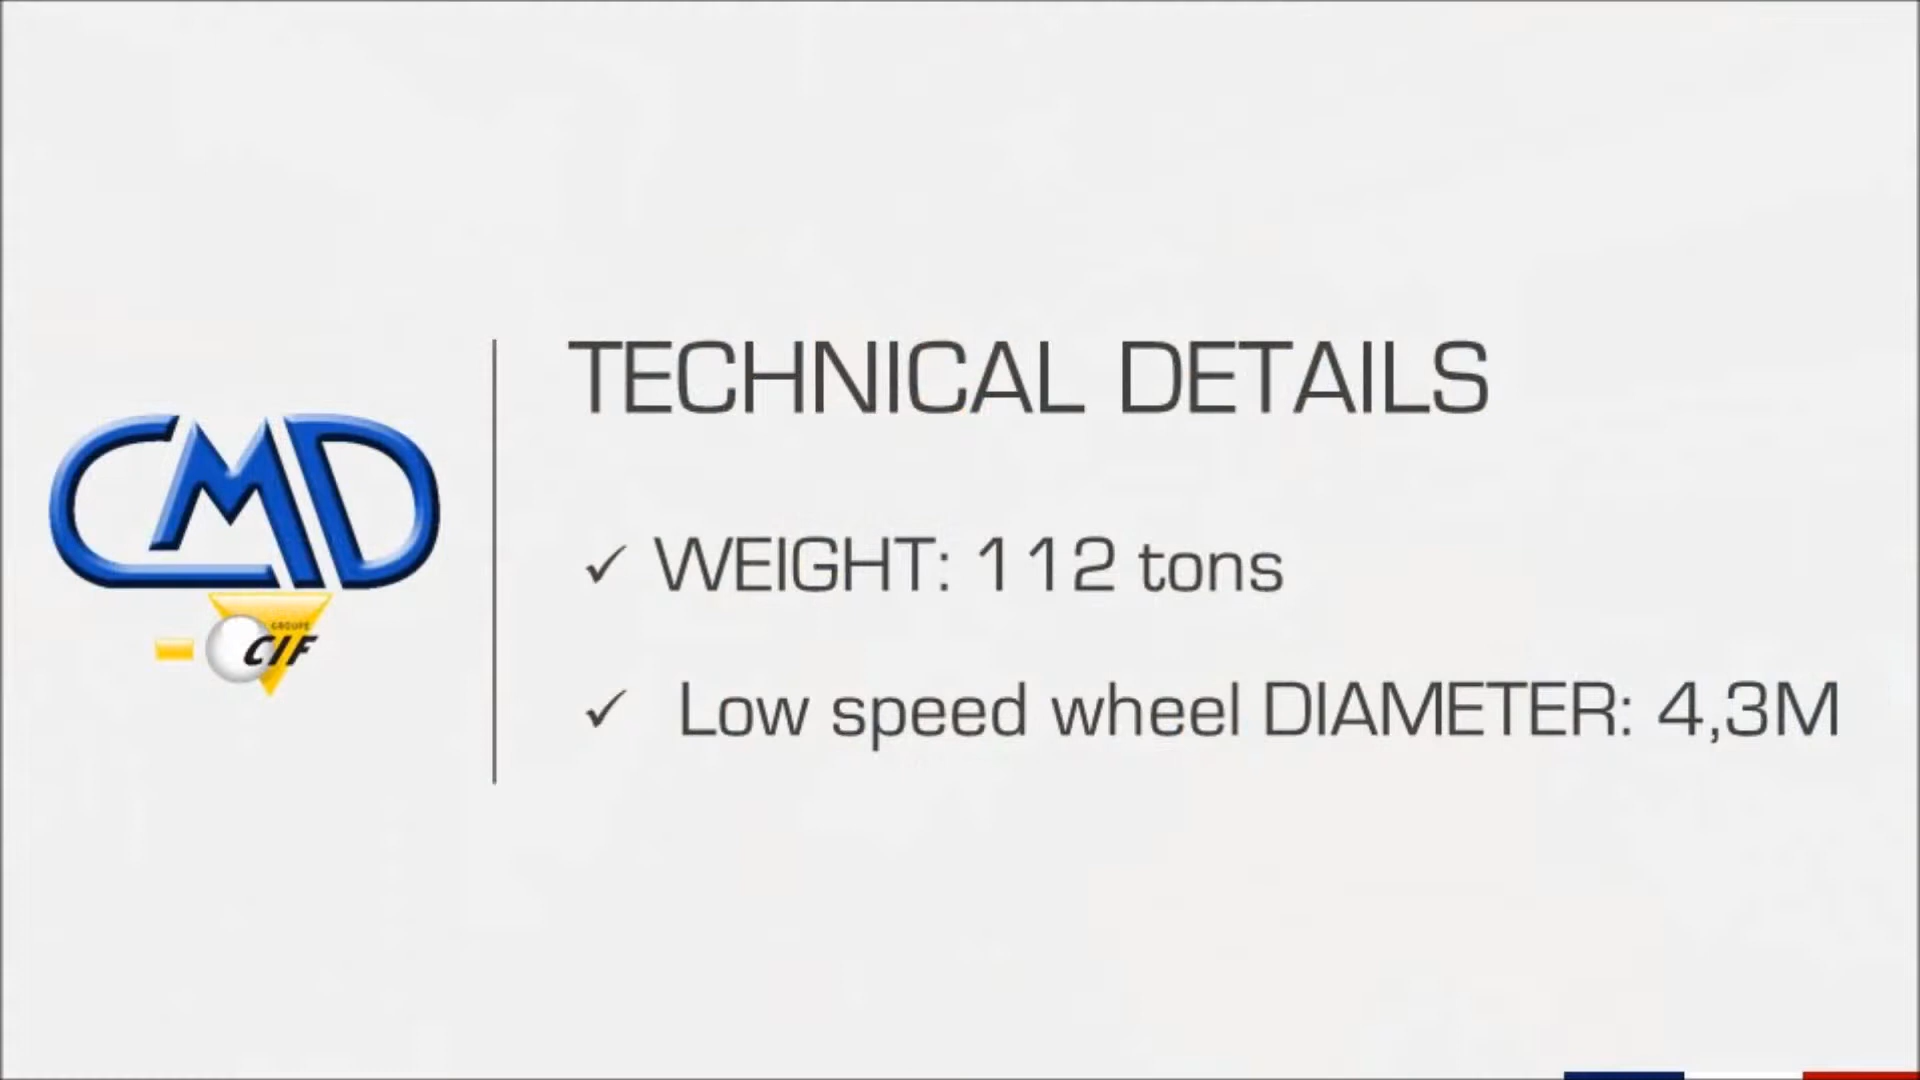 CMD
GROUPE
CIF
TECHNICAL DETAILS
✓ WEIGHT: 112 tons
✓ Low speed wheel DIAMETER: 4,3M